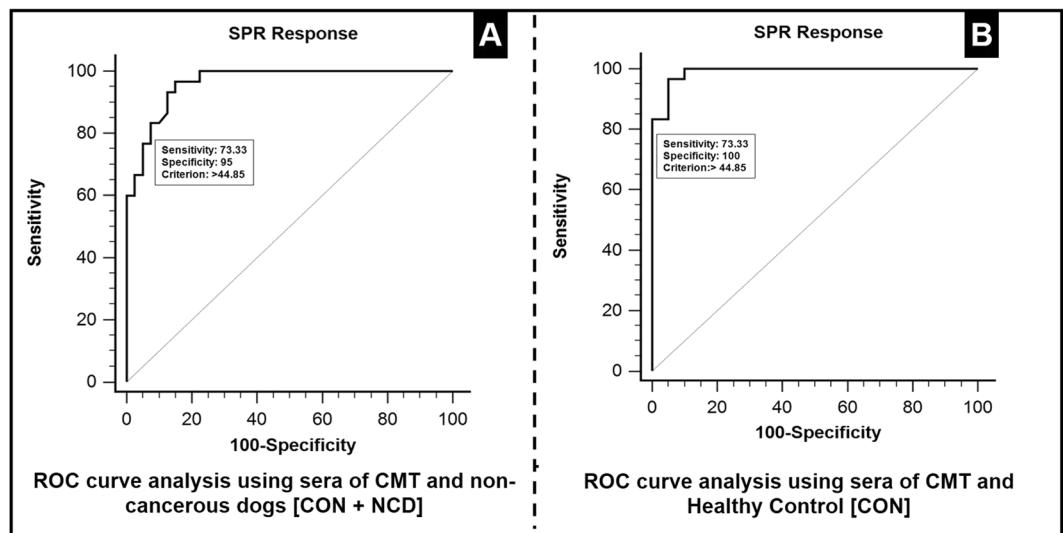 SPR Response
A
Sensitivity
100
80
60
40
20
0
Sensitivity: 73.33
Specificity: 95
Criterion: >44.85
0 20 40 60 80 100
100-Specificity
ROC curve analysis using sera of CMT and non-
cancerous dogs [CON + NCD]
SPR Response
B
Sensitivity
100
80
60
40
20
0
Sensitivity: 73.33
Specificity: 100
Criterion: > 44.85
0 20 40 60 80 100
100-Specificity
ROC curve analysis using sera of CMT and
Healthy Control [CON]